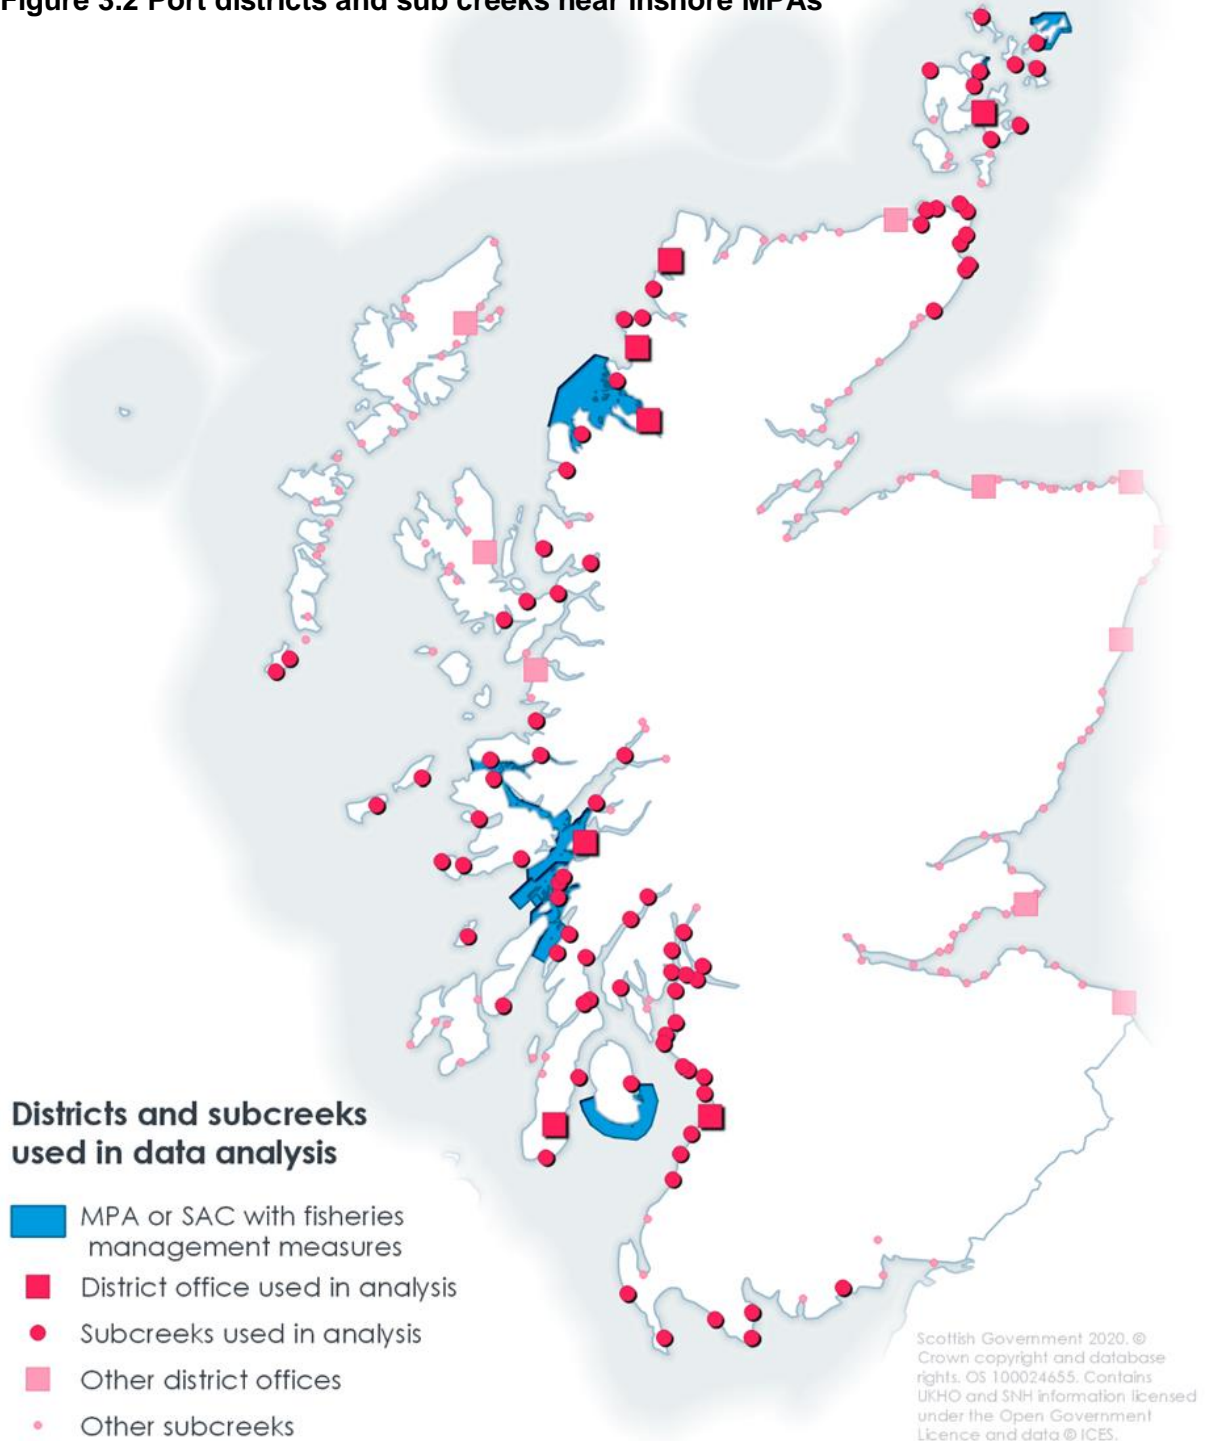 Figure 3.2 Port districts and sub creeks near inshore MPAs
Districts and subcreeks
used in data analysis
MPA or SAC with fisheries
management measures
District office used in analysis
Subcreeks used in analysis
Other district offices
Other subcreeks
Scottish Government 2020. ©
Crown copyright and database
rights. OS 100024655. Contains
UKHO and SNH information licensed
under the Open Government
Licence and data © ICES.